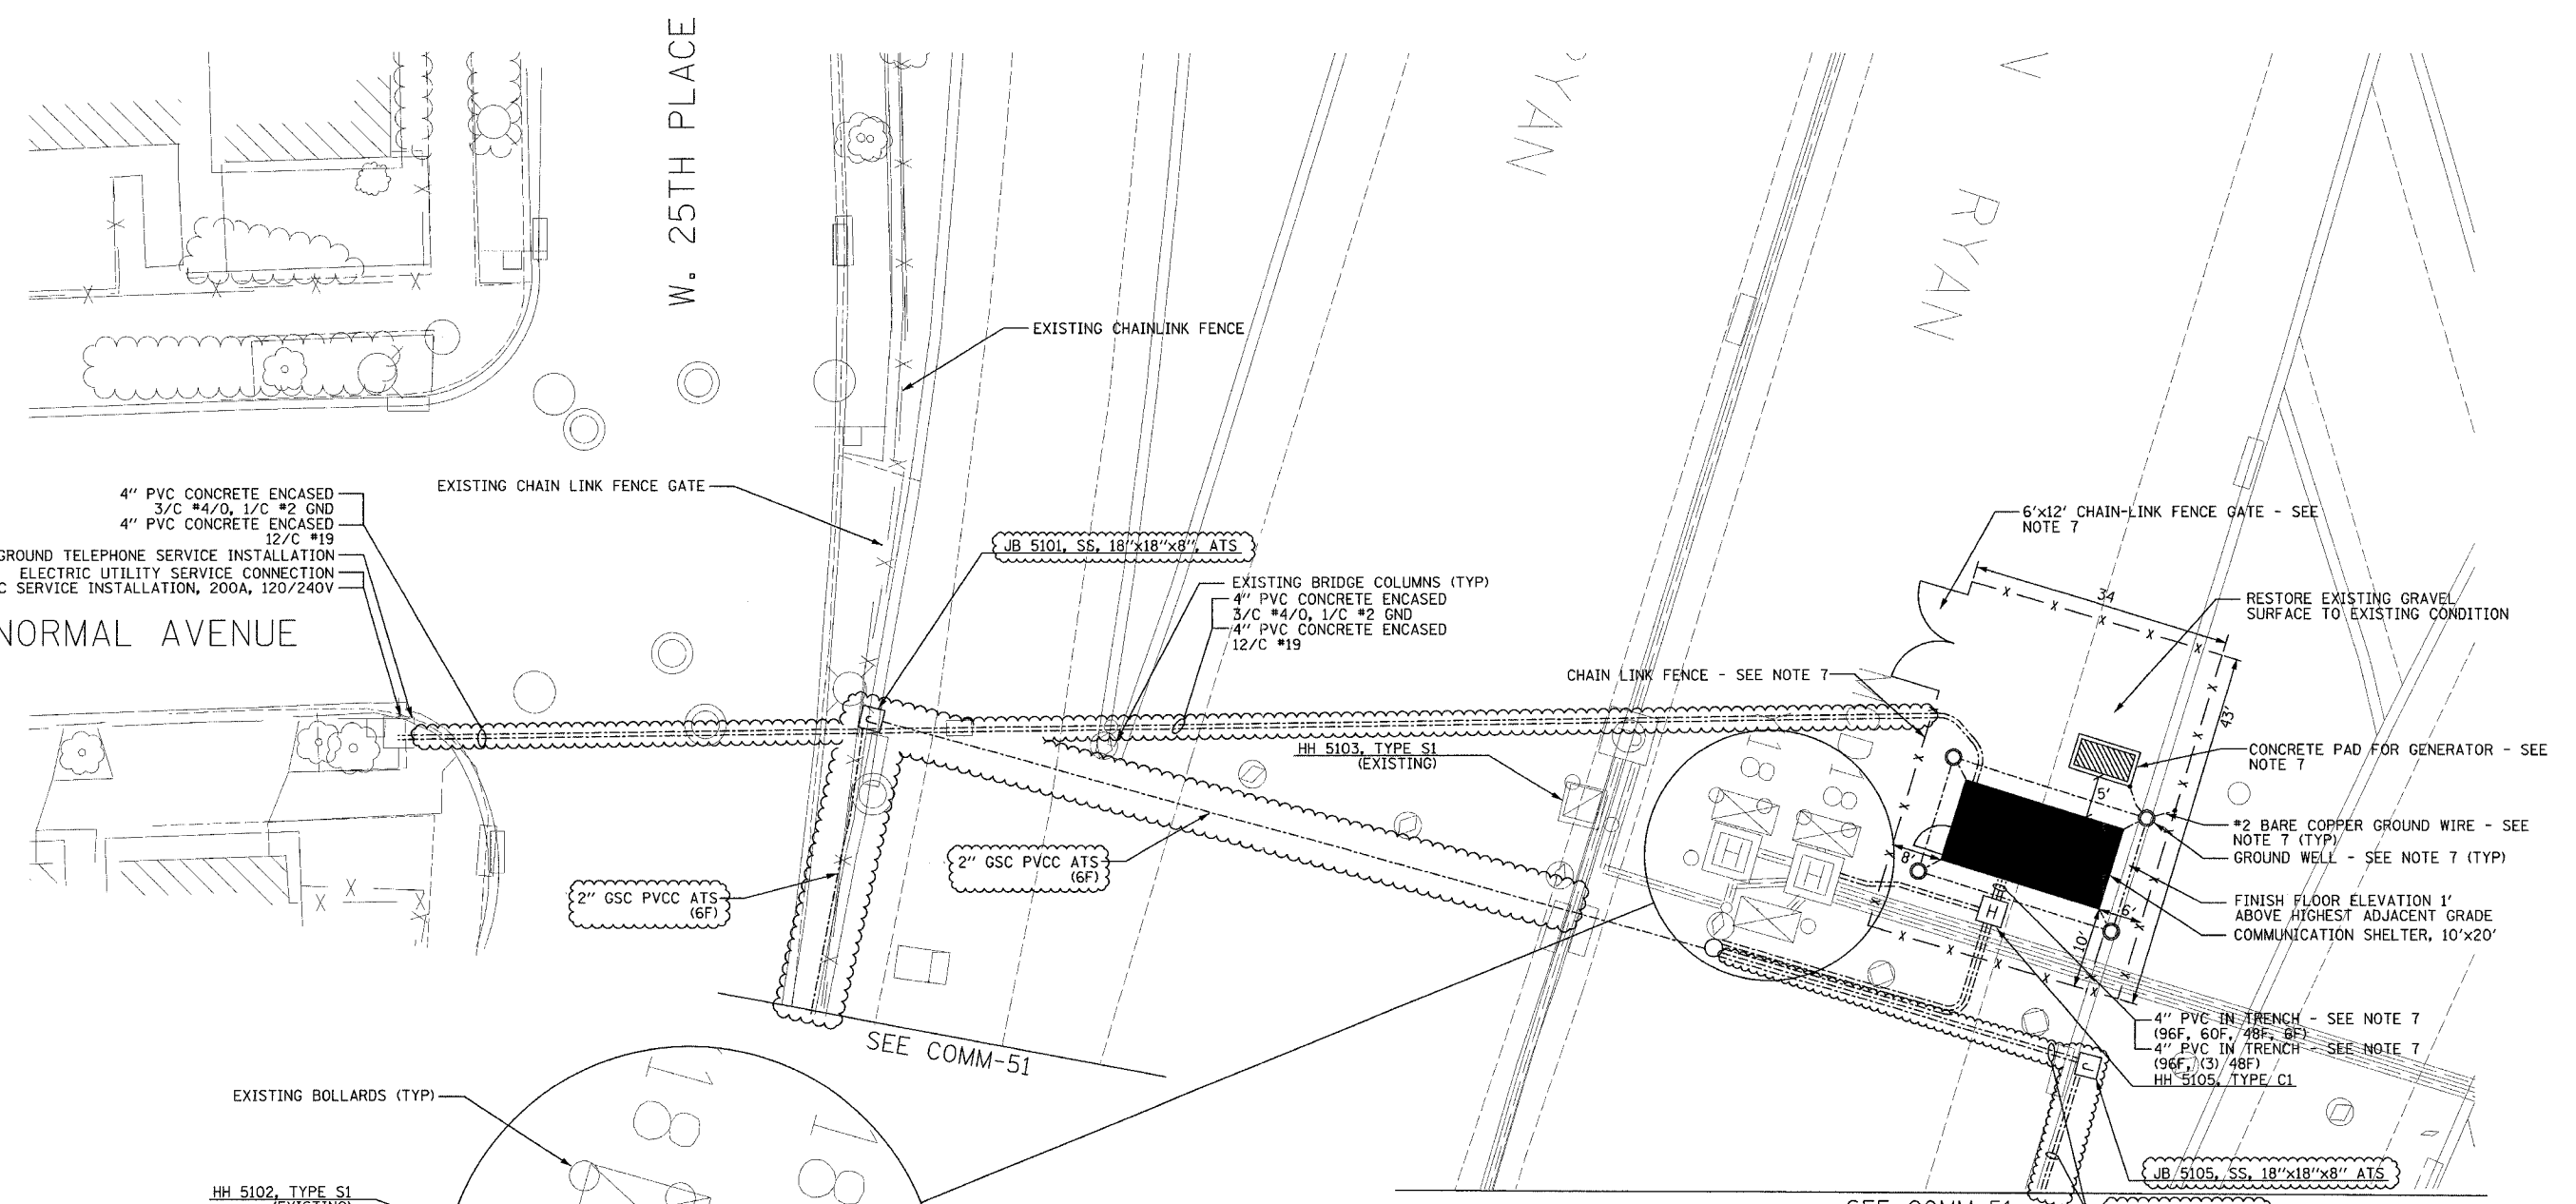 W. 25TH PLACE
RYAN
RYAN
EXISTING CHAINLINK FENCE
EXISTING CHAIN LINK FENCE GATE
4" PVC CONCRETE ENCASED
3/C #4/0, 1/C #2 GND
4" PVC CONCRETE ENCASED
12/C #19
GROUND TELEPHONE SERVICE INSTALLATION
ELECTRIC UTILITY SERVICE CONNECTION
C SERVICE INSTALLATION, 200A, 120/240V
NORMAL AVENUE
JB 5101, SS, 18"x18"x8", ATS
EXISTING BRIDGE COLUMNS (TYP)
4" PVC CONCRETE ENCASED
3/C #4/0, 1/C #2 GND
4" PVC CONCRETE ENCASED
12/C #19
6'x12' CHAIN-LINK FENCE GATE - SEE
NOTE 7
34
RESTORE EXISTING GRAVEL
SURFACE TO EXISTING CONDITION
CHAIN LINK FENCE - SEE NOTE 7
43'
HH 5103, TYPE S1
(EXISTING)
CONCRETE PAD FOR GENERATOR - SEE
NOTE 7
5'
#2 BARE COPPER GROUND WIRE - SEE
NOTE 7 (TYP)
GROUND WELL - SEE NOTE 7 (TYP)
8'
2" GSC PVCC ATS
(6F)
2" GSC PVCC ATS
(6F)
J
18
18
H
H
H
FINISH FLOOR ELEVATION 1'
ABOVE HIGHEST ADJACENT GRADE
COMMUNICATION SHELTER, 10'x20'
6'
10'
4" PVC IN TRENCH - SEE NOTE 7
(96F, 60F, 48F, 6F)
4" PVC IN TRENCH - SEE NOTE 7
(96F, (3) 48F)
HH 5105, TYPE C1
J
SEE COMM-51
EXISTING BOLLARDS (TYP)
18
18
HH 5102, TYPE S1
(EXISTING)
JB 5105, SS, 18"x18"x8" ATS
SEE COMM-51